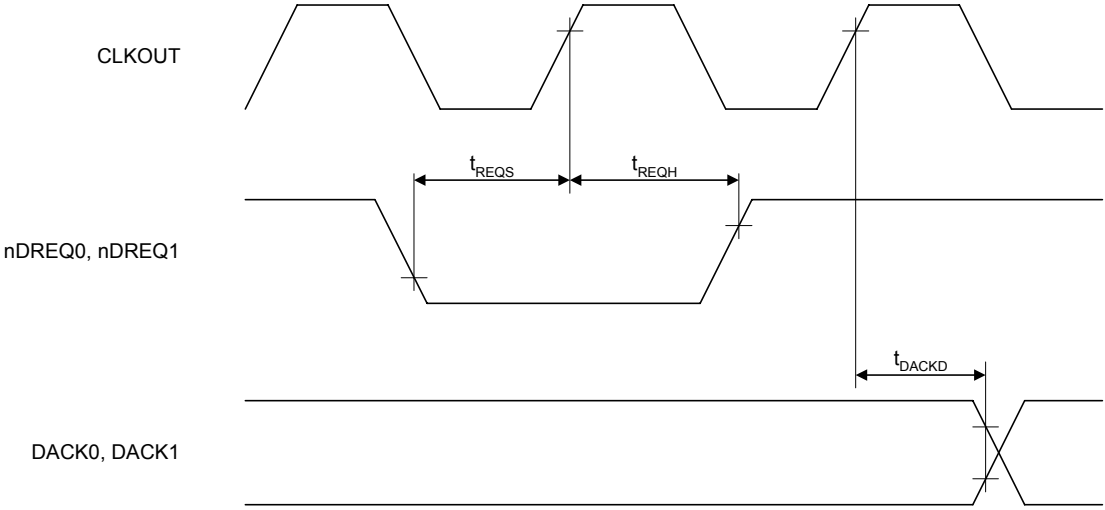 CLKOUT
tREQS
tREQH
nDREQ0, nDREQ1
tDACKD
DACK0, DACK1